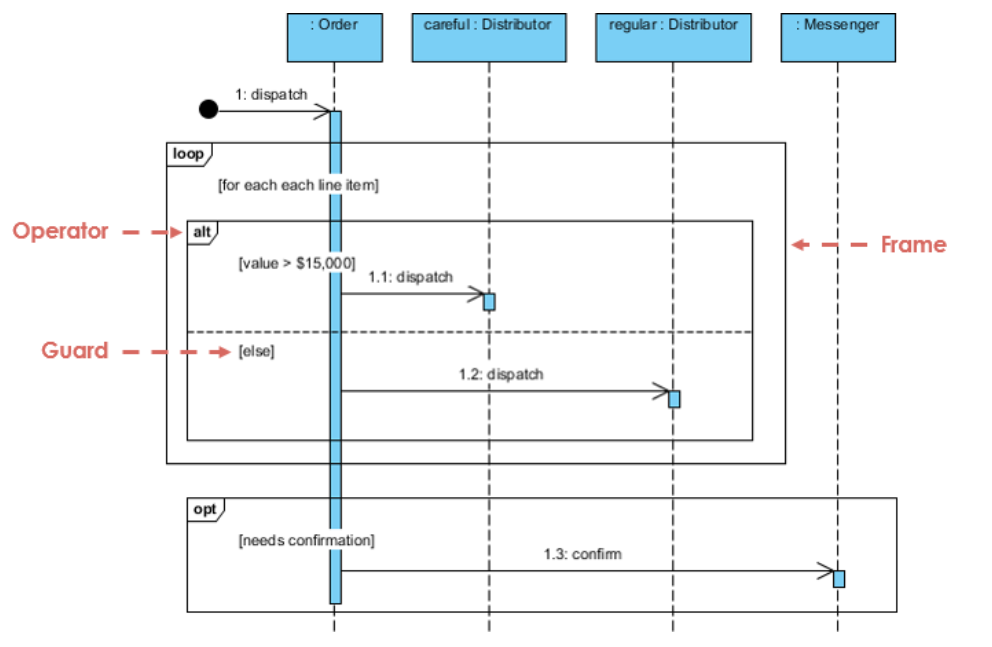 : Order
careful : Distributor
regular : Distributor
: Messenger
1: dispatch
loop
[for each each line item]
Operator
alt
Frame
[value > $15,000]
1.1: dispatch
Guard
[else]
1.2: dispatch
opt
[needs confirmation]
1.3: confirm